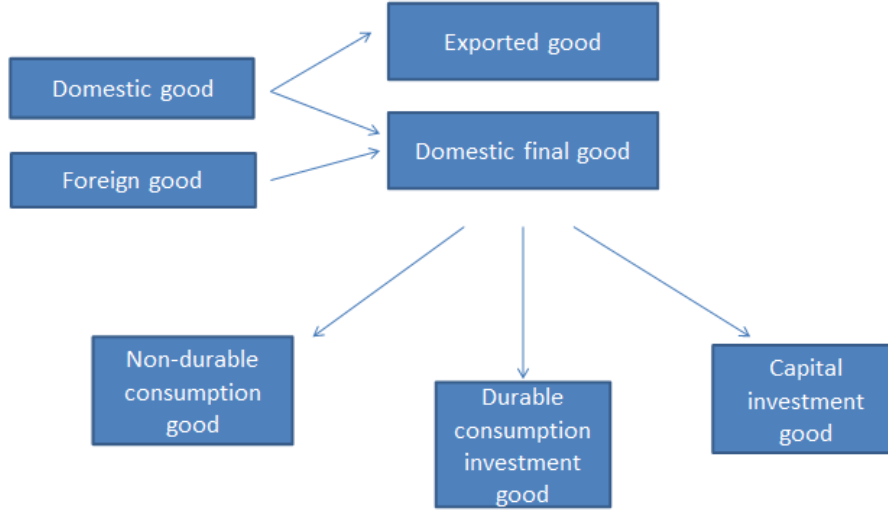 Exported good
Domestic good
Domestic final good
Foreign good
Non-durable
consumption
good
Durable
consumption
investment
good
Capital
investment
good